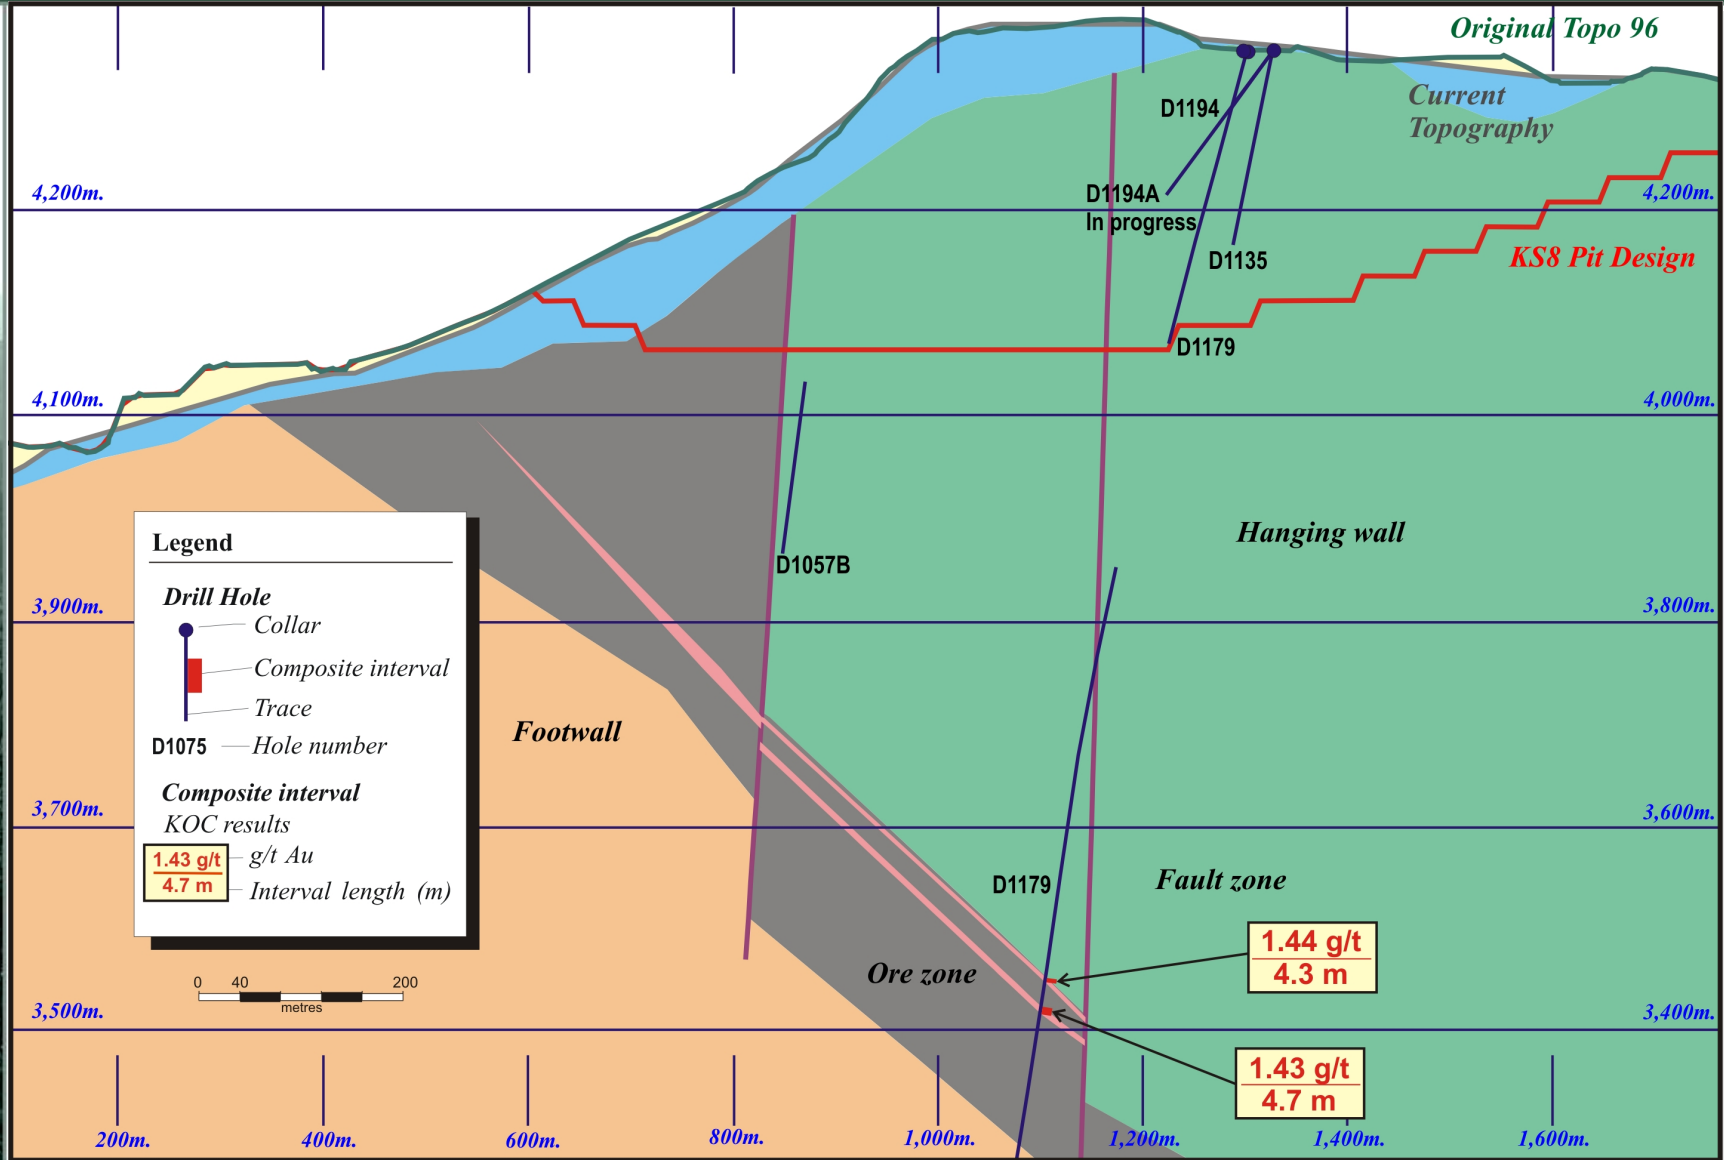 Original Topo 96
Current
Topography
D1194
D1194A
In progress
D1135
4,200m.
4,200m.
KS8 Pit Design
D1179
4,100m.
4,000m.
Hanging wall
D1057B
Legend
Drill Hole
Collar
Composite interval
Trace
D1075
Hole number
Composite interval
KOC results
1.43 g/t
4.7 m
g/t Au
Interval length (m)
3,900m.
3,800m.
Footwall
3,700m.
3,600m.
D1179
Fault zone
1.44 g/t
4.3 m
Ore zone
0 40 200
metres
3,500m.
3,400m.
1.43 g/t
4.7 m
200m. 400m. 600m. 800m. 1,000m. 1,200m. 1,400m. 1,600m.